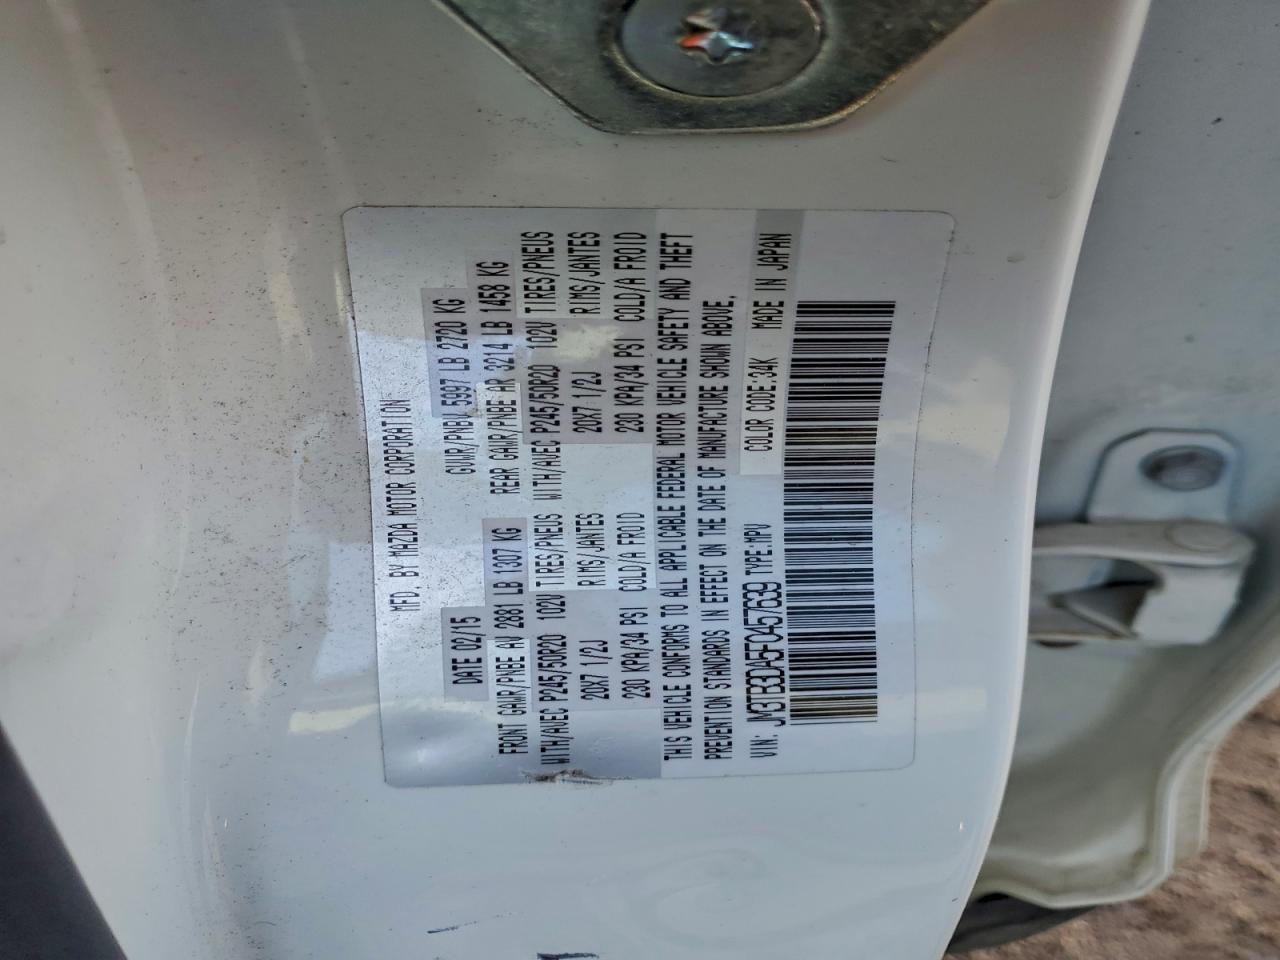 MFD. BY MAZDA MOTOR CORPORATION
DATE 02/15 GVWR/PNBV 5997 LB 2720 KG
FRONT GAWR/PNBE AV 2881 LB 1307 KG REAR GAWR/PNBE AR 3214 LB 1458 KG
WITH/AVEC P245/50R20 102V TIRES/PNEUS WITH/AVEC P245/50R20 102V TIRES/PNEUS
20X7 1/2J RIMS/JANTES 20X7 1/2J RIMS/JANTES
230 KPA/34 PSI COLD/A FROID 230 KPA/34 PSI COLD/A FROID
THIS VEHICLE CONFORMS TO ALL APPLICABLE FEDERAL MOTOR VEHICLE SAFETY AND THEFT
PREVENTION STANDARDS IN EFFECT ON THE DATE OF MANUFACTURE SHOWN ABOVE.
VIN: JM3TB3DA5F0457639 TYPE:MPV COLOR CODE:34K MADE IN JAPAN